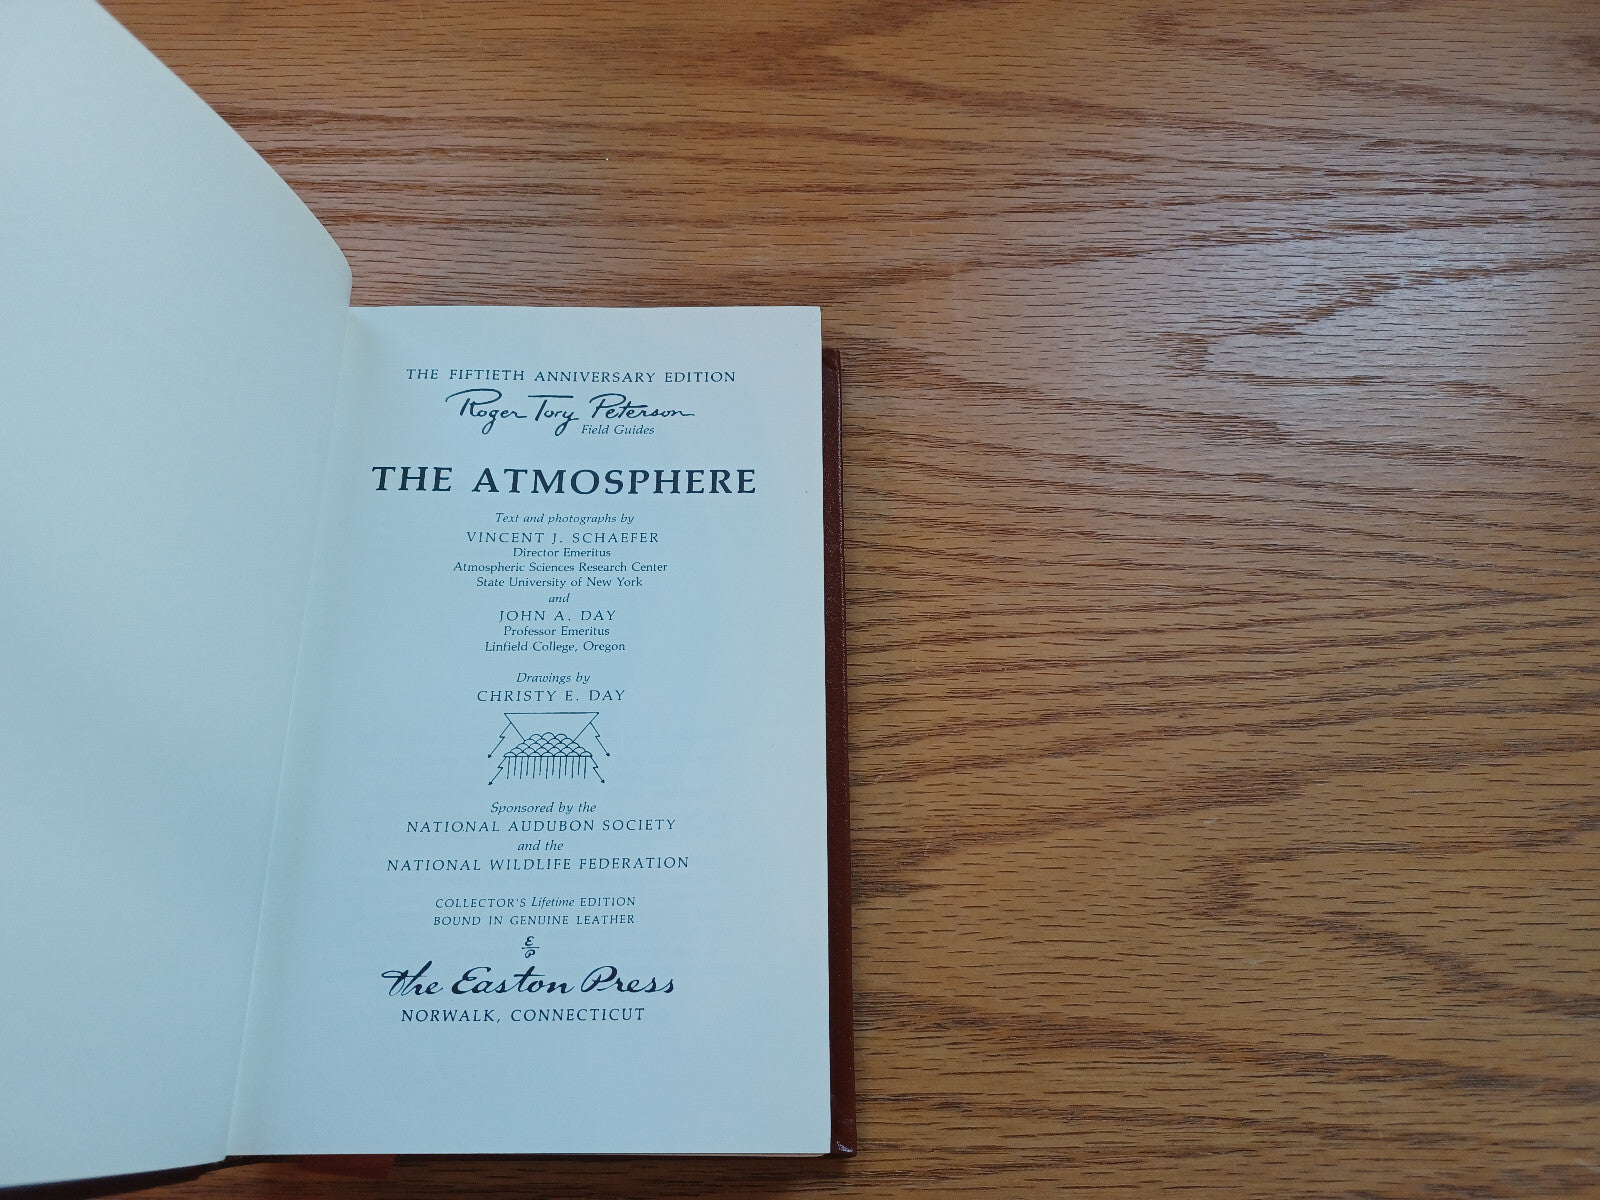 THE FIFTIETH ANNIVERSARY EDITION
Roger Tory Peterson
Field Guides
THE ATMOSPHERE
Text and photographs by
VINCENT J. SCHAEFER
Director Emeritus
Atmospheric Sciences Research Center
State University of New York
and
JOHN A. DAY
Professor Emeritus
Linfield College, Oregon
Drawings by
CHRISTY E. DAY
Sponsored by the
NATIONAL AUDUBON SOCIETY
and the
NATIONAL WILDLIFE FEDERATION
COLLECTOR'S Lifetime EDITION
BOUND IN GENUINE LEATHER
E
P
The Easton Press
NORWALK, CONNECTICUT